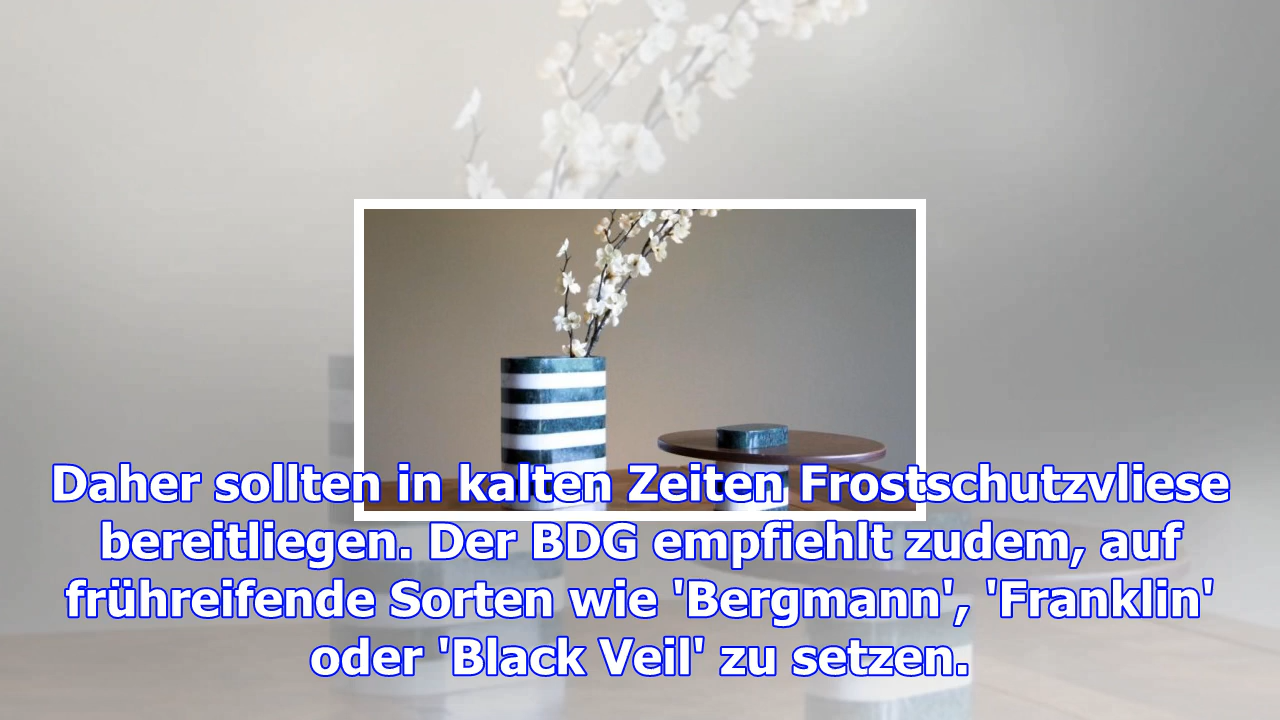 Daher sollten in kalten Zeiten Frostschutzvliese
bereitliegen. Der BDG empfiehlt zudem, auf
frühreifende Sorten wie 'Bergmann', 'Franklin'
oder 'Black Veil' zu setzen.